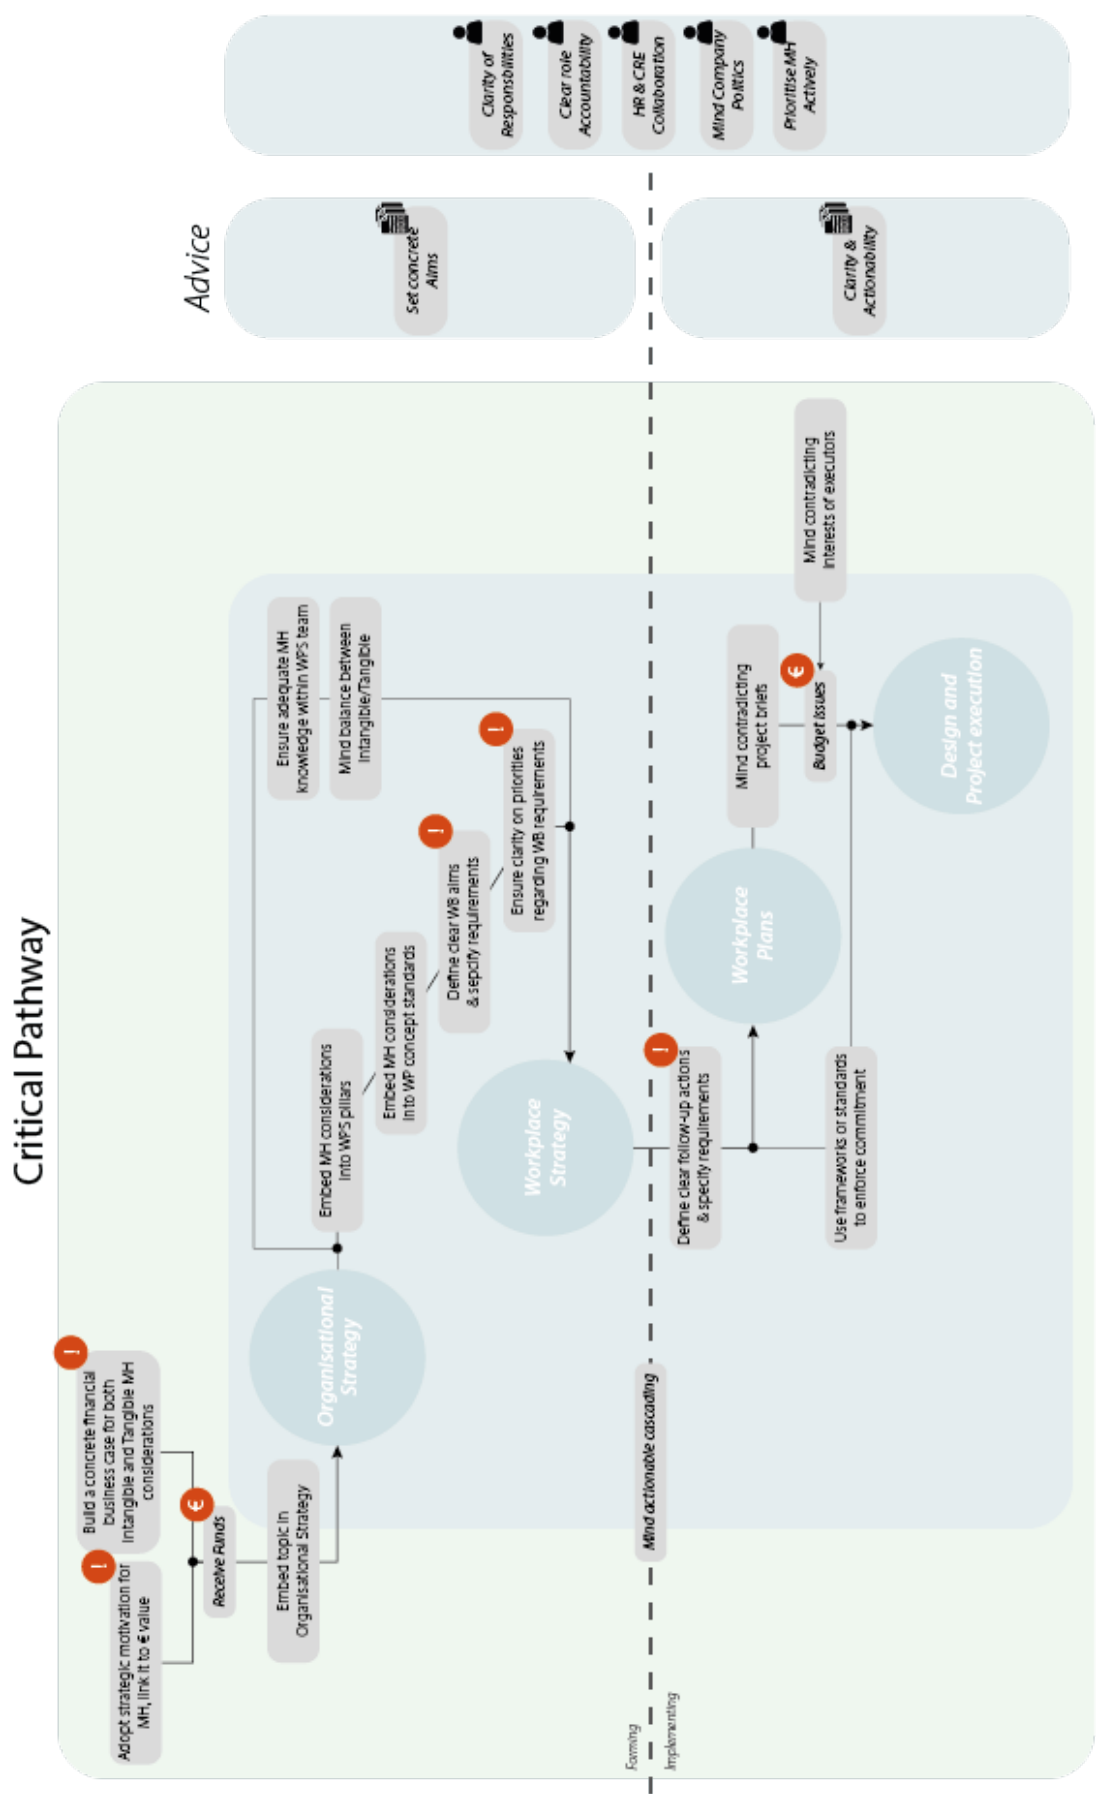 Critical Pathway
Advice
Adopt strategic motivation for
MH, link it to € value
Build a concrete financial
business case for both
Intangible and Tangible MH
considerations
!
!
€
Receive Funds
Embed topic in
Organisational Strategy
Organisational
Strategy
Ensure adequate MH
knowledge within WPS team
Mind balance between
Intangible/Tangible
Embed MH considerations
Into WPS pillars
Embed MH considerations
Into WP concept standards
!
Define clear WB aims
& sepcify requirements
!
Ensure clarity on priorities
regarding WB requirements
Workplace
Strategy
Forming
Mind actionable cascading
Implementing
!
Define clear follow-up actions
& specify requirements
Use frameworks or standards
to enforce commitment
Workplace
Plans
Mind contradicting
project briefs
€
Budget Issues
Mind contradicting
Interests of executors
Design and
Project execution
Set concrete
Aims
Clarity &
Actionability
Clarity of
Responsbilities
Clear role
Accountability
HR & CRE
Collaboration
Mind Company
Politics
Prioritise MH
Actively